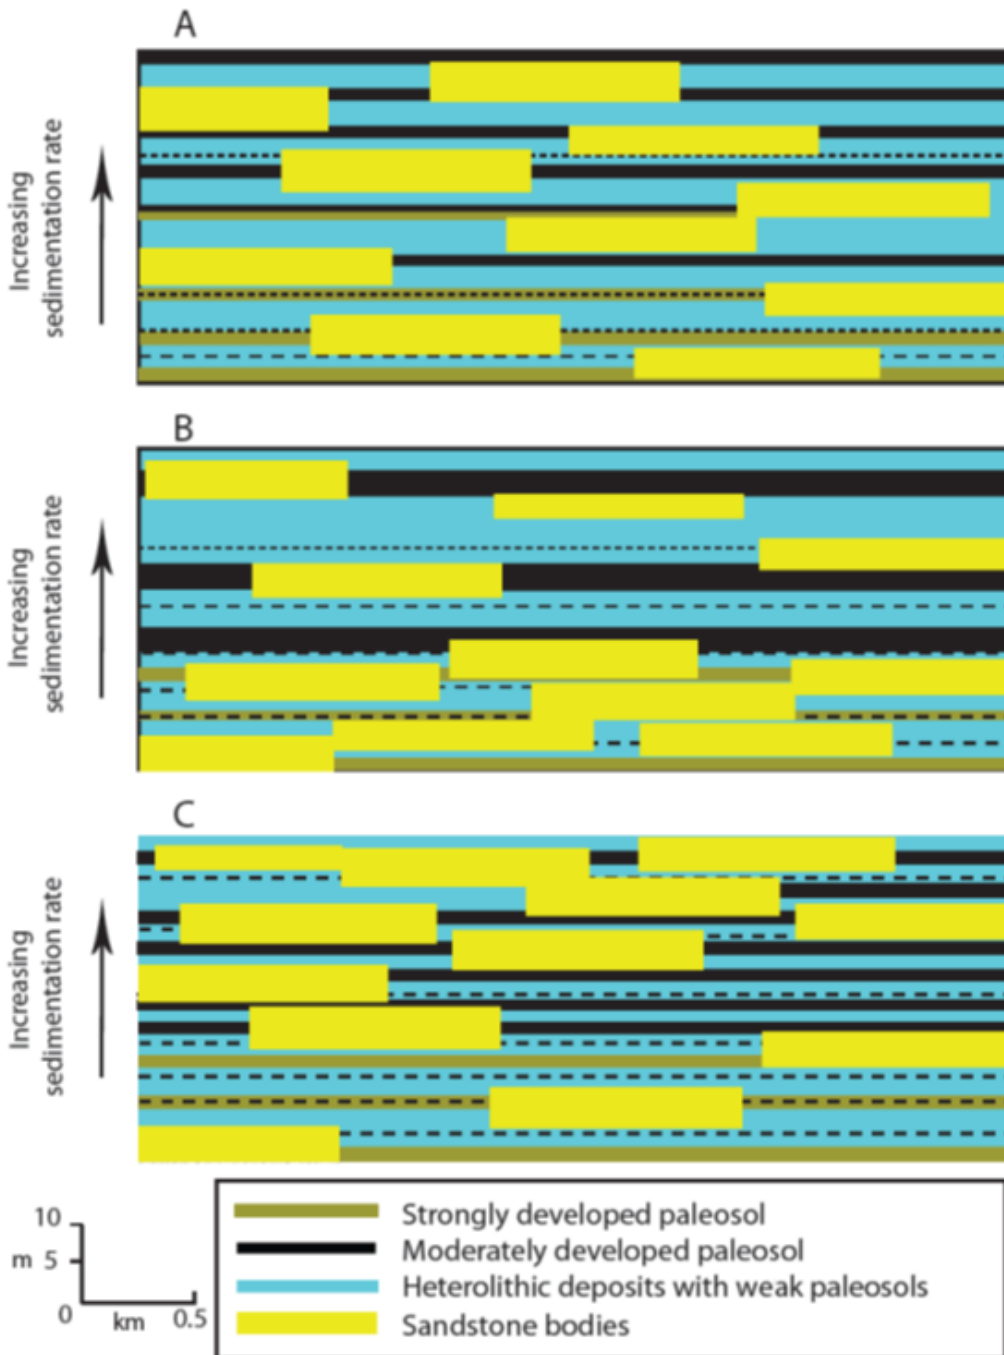 A
Increasing
sedimentation rate
B
Increasing
sedimentation rate
C
Increasing
sedimentation rate
10
m 5
0 km 0.5
Strongly developed paleosol
Moderately developed paleosol
Heterolithic deposits with weak paleosols
Sandstone bodies